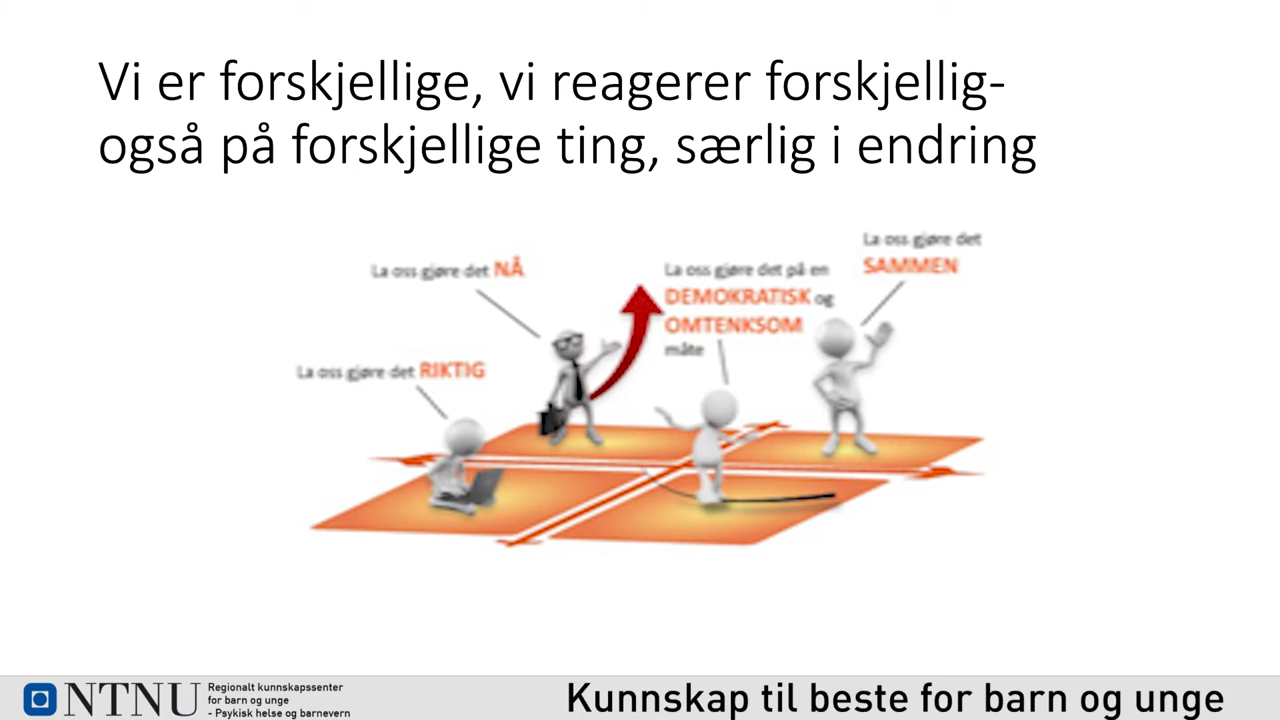 Vi er forskjellige, vi reagerer forskjellig-
også på forskjellige ting, særlig i endring
La oss gjøre det
SAMMEN
La oss gjøre det NÅ
La oss gjøre det på en
DEMOKRATISK og
OMTENKSOM
måte
La oss gjøre det RIKTIG
NTNU
Regionalt kunnskapssenter
for barn og unge
- Psykisk helse og barnevern
Kunnskap til beste for barn og unge